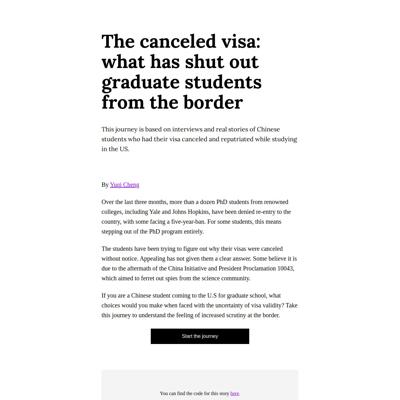 The canceled visa:
what has shut out
graduate students
from the border
This journey is based on interviews and real stories of Chinese
students who had their visa canceled and repatriated while studying
in the US.
By Yuqi Cheng
Over the last three months, more than a dozen PhD students from renowned
colleges, including Yale and Johns Hopkins, have been denied re-entry to the
country, with some facing a five-year-ban. For some students, this means
stepping out of the PhD program entirely.
The students have been trying to figure out why their visas were canceled
without notice. Appealing has not given them a clear answer. Some believe it is
due to the aftermath of the China Initiative and President Proclamation 10043,
which aimed to ferret out spies from the science community.
If you are a Chinese student coming to the U.S for graduate school, what
choices would you make when faced with the uncertainty of visa validity? Take
this journey to understand the feeling of increased scrutiny at the border.
Start the journey
You can find the code for this story here.